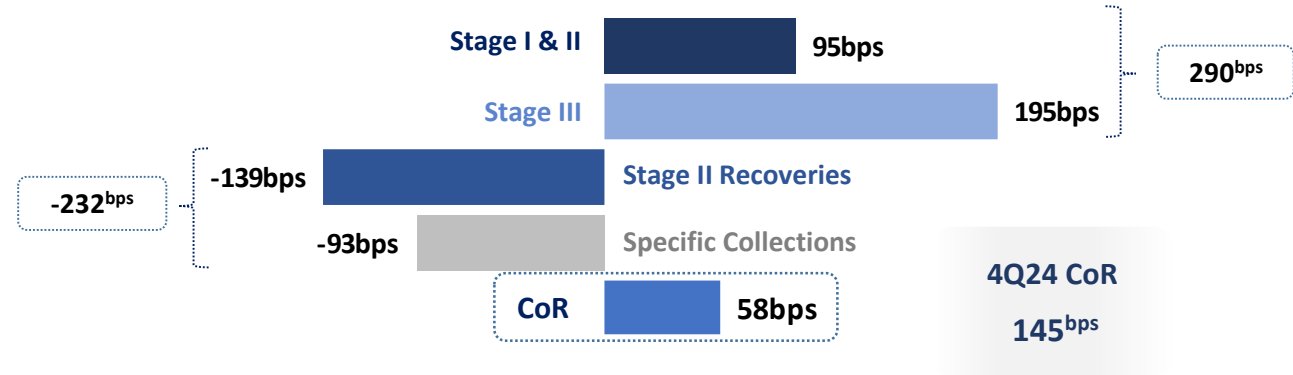 Stage I & II
95bps
290bps
Stage III
195bps
-139bps
Stage II Recoveries
-232bps
-93bps
Specific Collections
CoR
58bps
4Q24 CoR
145bps